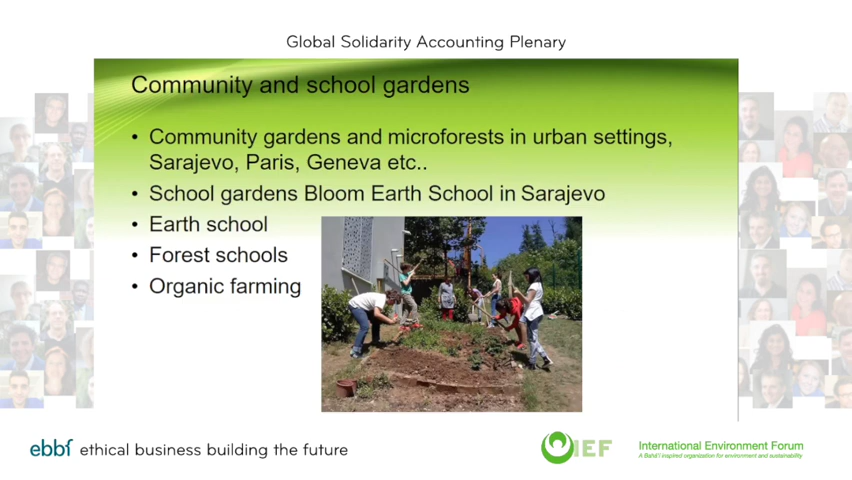 Global Solidarity Accounting Plenary
Community and school gardens
• Community gardens and microforests in urban settings,
Sarajevo, Paris, Geneva etc..
• School gardens Bloom Earth School in Sarajevo
• Earth school
• Forest schools
• Organic farming
ebbf ethical business building the future
IEF
International Environment Forum
A Bahá'í inspired organization for environment and sustainability